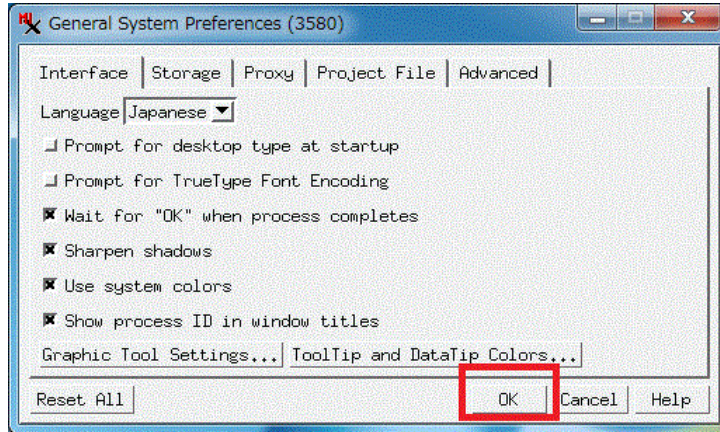 General System Preferences (3580)
Interface Storage Proxy Project File Advanced
Language Japanese
Prompt for desktop type at startup
Prompt for TrueType Font Encoding
Wait for "OK" when process completes
Sharpen shadows
Use system colors
Show process ID in window titles
Graphic Tool Settings... ToolTip and DataTip Colors...
Reset All OK Cancel Help